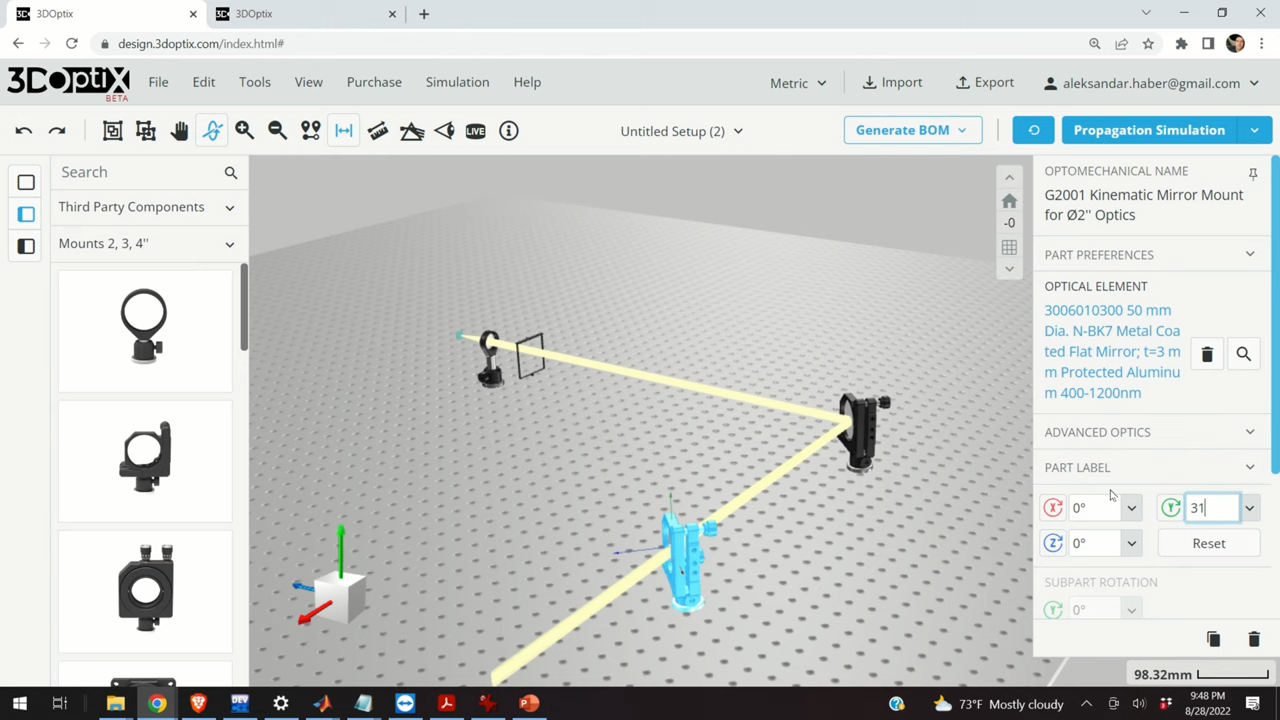 3DOptix
3DOptix
design.3doptix.com/index.html#
3DOptiX
BETA
File
Edit
Tools
View
Purchase
Simulation
Help
Metric
Import
Export
aleksandar.haber@gmail.com
LIVE
Untitled Setup (2)
Generate BOM
Propagation Simulation
Search
Third Party Components
Mounts 2, 3, 4''
-0
OPTOMECHANICAL NAME
G2001 Kinematic Mirror Mount
for Ø2'' Optics
PART PREFERENCES
OPTICAL ELEMENT
3006010300 50 mm
Dia. N-BK7 Metal Coa
ted Flat Mirror; t=3 m
m Protected Aluminu
m 400-1200nm
ADVANCED OPTICS
PART LABEL
X 0°
Y 31
Z 0°
Reset
SUBPART ROTATION
Y 0°
98.32mm
DEV
73°F Mostly cloudy
9:48 PM
8/28/2022